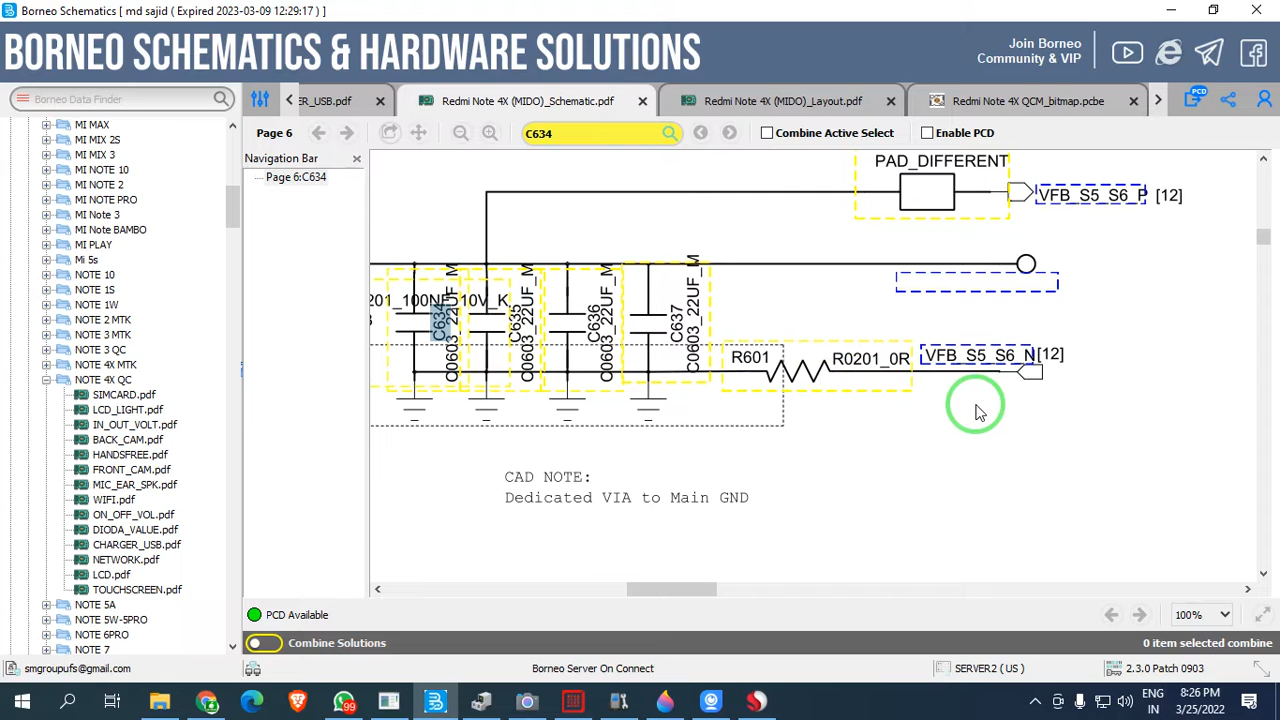 Borneo Schematics [ md sajid ( Expired 2023-03-09 12:29:17 ) ]
BORNEO SCHEMATICS & HARDWARE SOLUTIONS
Join Borneo
Community & VIP
Borneo Data Finder
ER_USB.pdf
Redmi Note 4X (MIDO)_Schematic.pdf
Redmi Note 4X (MIDO)_Layout.pdf
Redmi Note 4X QCM_bitmap.pcbe
PCD
Page 6
C634
Combine Active Select
Enable PCD
Navigation Bar
Page 6:C634
MI MAX
MI MIX 2S
MI MIX 3
MI NOTE 10
MI NOTE 2
MI NOTE PRO
MI Note 3
MI Note BAMBO
MI PLAY
Mi 5s
NOTE 10
NOTE 1S
NOTE 1W
NOTE 2 MTK
NOTE 3 MTK
NOTE 3 QC
NOTE 4X MTK
NOTE 4X QC
SIMCARD.pdf
LCD_LIGHT.pdf
IN_OUT_VOLT.pdf
BACK_CAM.pdf
HANDSFREE.pdf
FRONT_CAM.pdf
MIC_EAR_SPK.pdf
WIFI.pdf
ON_OFF_VOL.pdf
DIODA_VALUE.pdf
CHARGER_USB.pdf
NETWORK.pdf
LCD.pdf
TOUCHSCREEN.pdf
NOTE 5A
NOTE 5W-5PRO
NOTE 6PRO
NOTE 7
PAD_DIFFERENT
VFB_S5_S6_P [12]
201_100NF510V_K
C634
C0603_22UF_M
C635
C0603_22UF_M
C636
C0603_22UF_M
C637
C0603_22UF_M
R601
R0201_0R
VFB_S5_S6_N [12]
CAD NOTE:
Dedicated VIA to Main GND
PCD Available
100%
Combine Solutions
0 item selected combine
smgroupufs@gmail.com
Borneo Server On Connect
SERVER2 ( US )
2.3.0 Patch 0903
99
ENG
IN
8:26 PM
3/25/2022